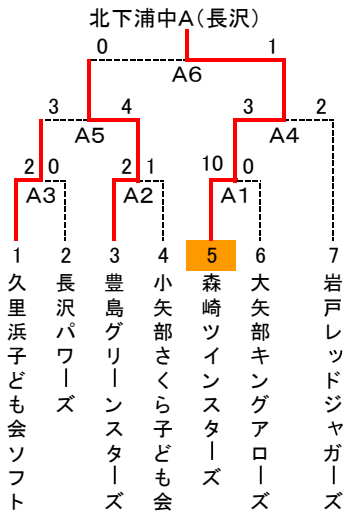 北下浦中A(長沢)
0 1
A6
3 4 3 2
A5 A4
2 0 2 1 10 0
A3 A2 A1
1 2 3 4 5 6 7
久里浜子ども会ソフト
長沢パワーズ
豊島グリーンスターズ
小矢部さくら子ども会
森崎ツインスターズ
大矢部キングアローズ
岩戸レッドジャガーズ